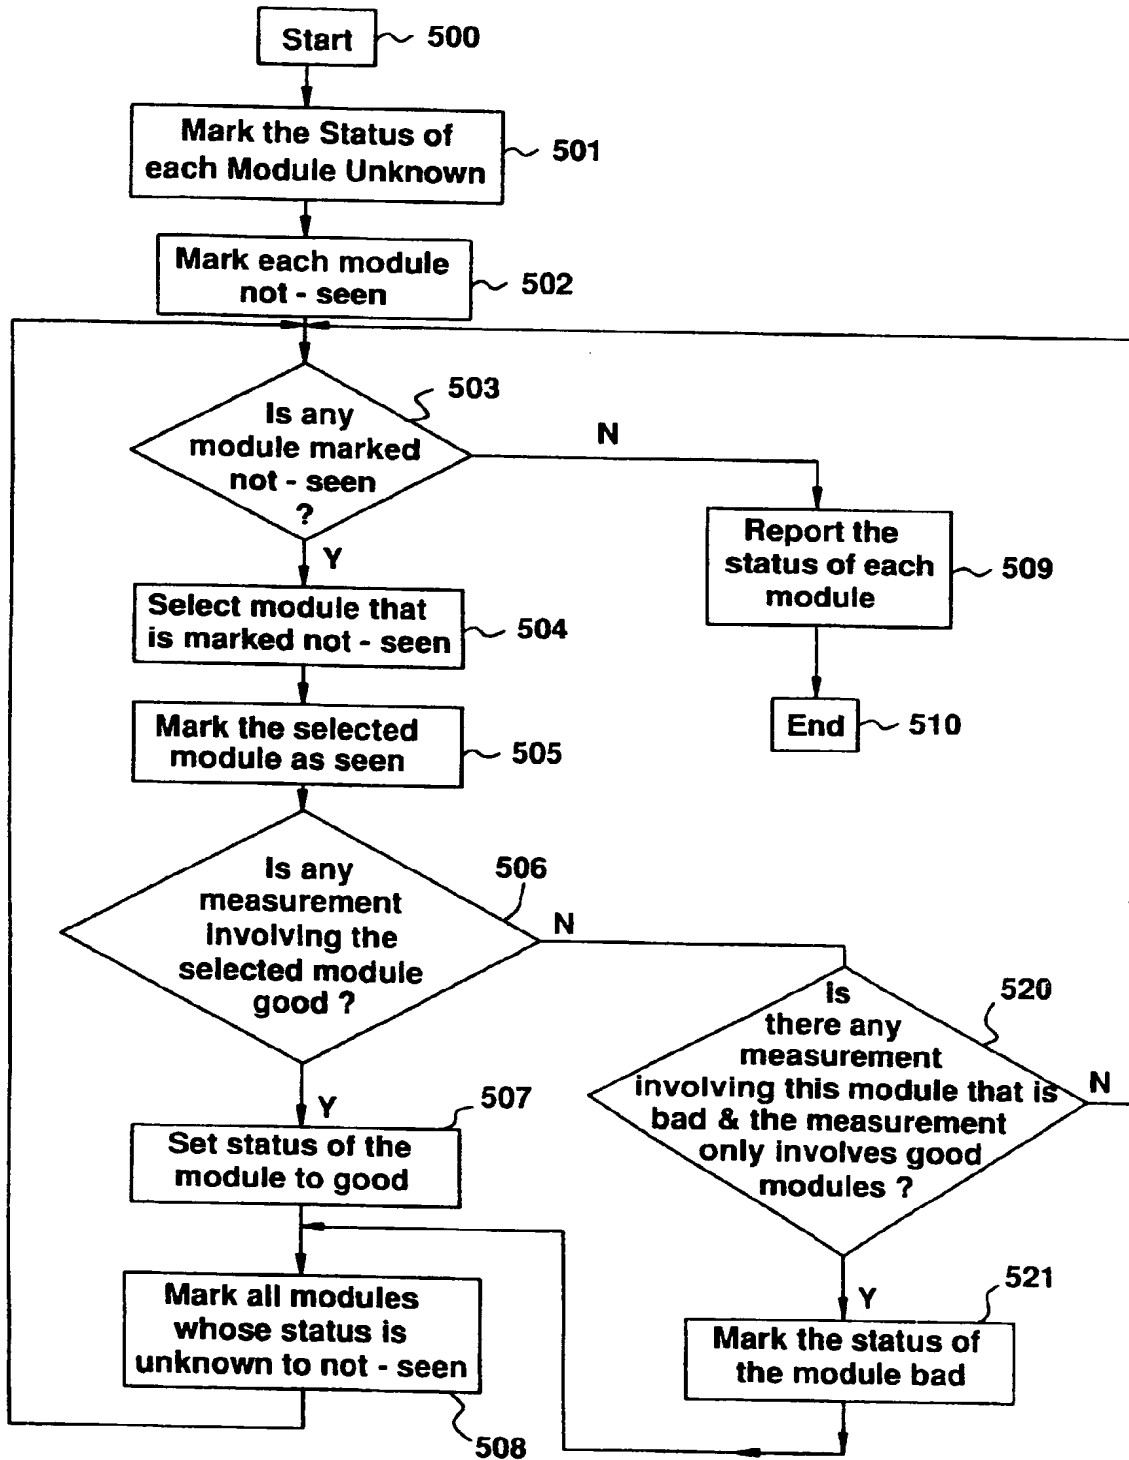 Start
500
Mark the Status of
each Module Unknown
501
Mark each module
not - seen
502
503
Is any
module marked
not - seen
?
N
Y
Report the
status of each
module
509
Select module that
is marked not - seen
504
End
510
Mark the selected
module as seen
505
506
Is any
measurement
involving the
selected module
good ?
N
520
Is
there any
measurement
involving this module that is
bad & the measurement
only involves good
modules ?
N
Y
507
Set status of the
module to good
Y
521
Mark all modules
whose status is
unknown to not - seen
508
Mark the status of
the module bad